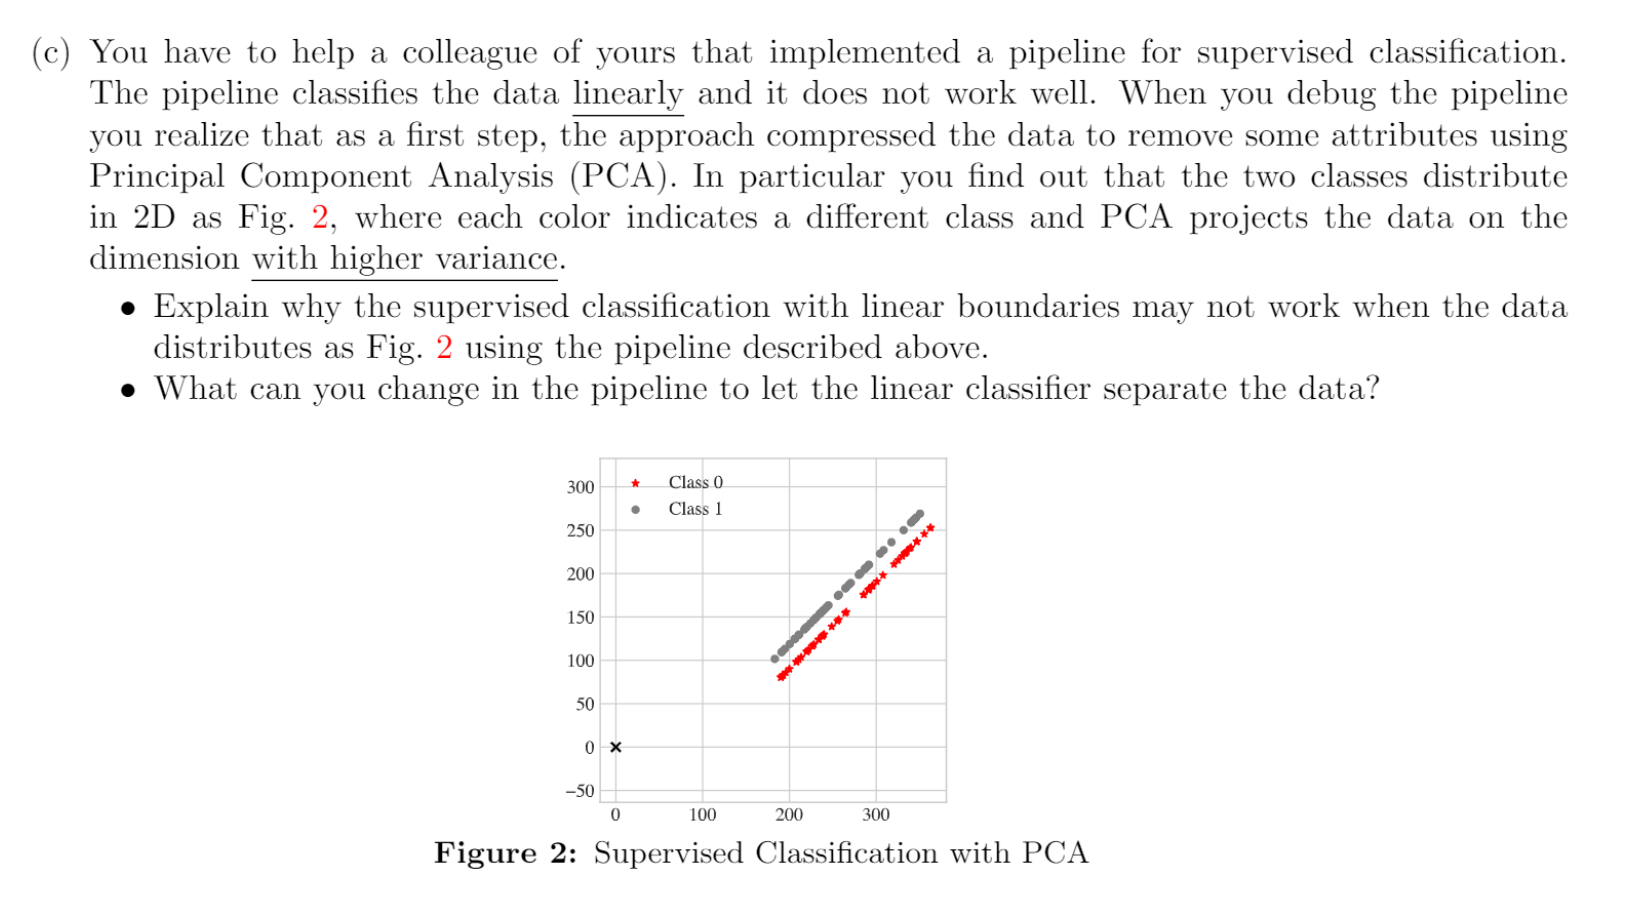 (c) You have to help a colleague of yours that implemented a pipeline for supervised classification.
The pipeline classifies the data linearly and it does not work well. When you debug the pipeline
you realize that as a first step, the approach compressed the data to remove some attributes using
Principal Component Analysis (PCA). In particular you find out that the two classes distribute
in 2D as Fig. 2, where each color indicates a different class and PCA projects the data on the
dimension with higher variance.
• Explain why the supervised classification with linear boundaries may not work when the data
distributes as Fig. 2 using the pipeline described above.
• What can you change in the pipeline to let the linear classifier separate the data?
Class 0
Class 1
300
250
200
150
100
50
0
−50
0 100 200 300
Figure 2: Supervised Classification with PCA